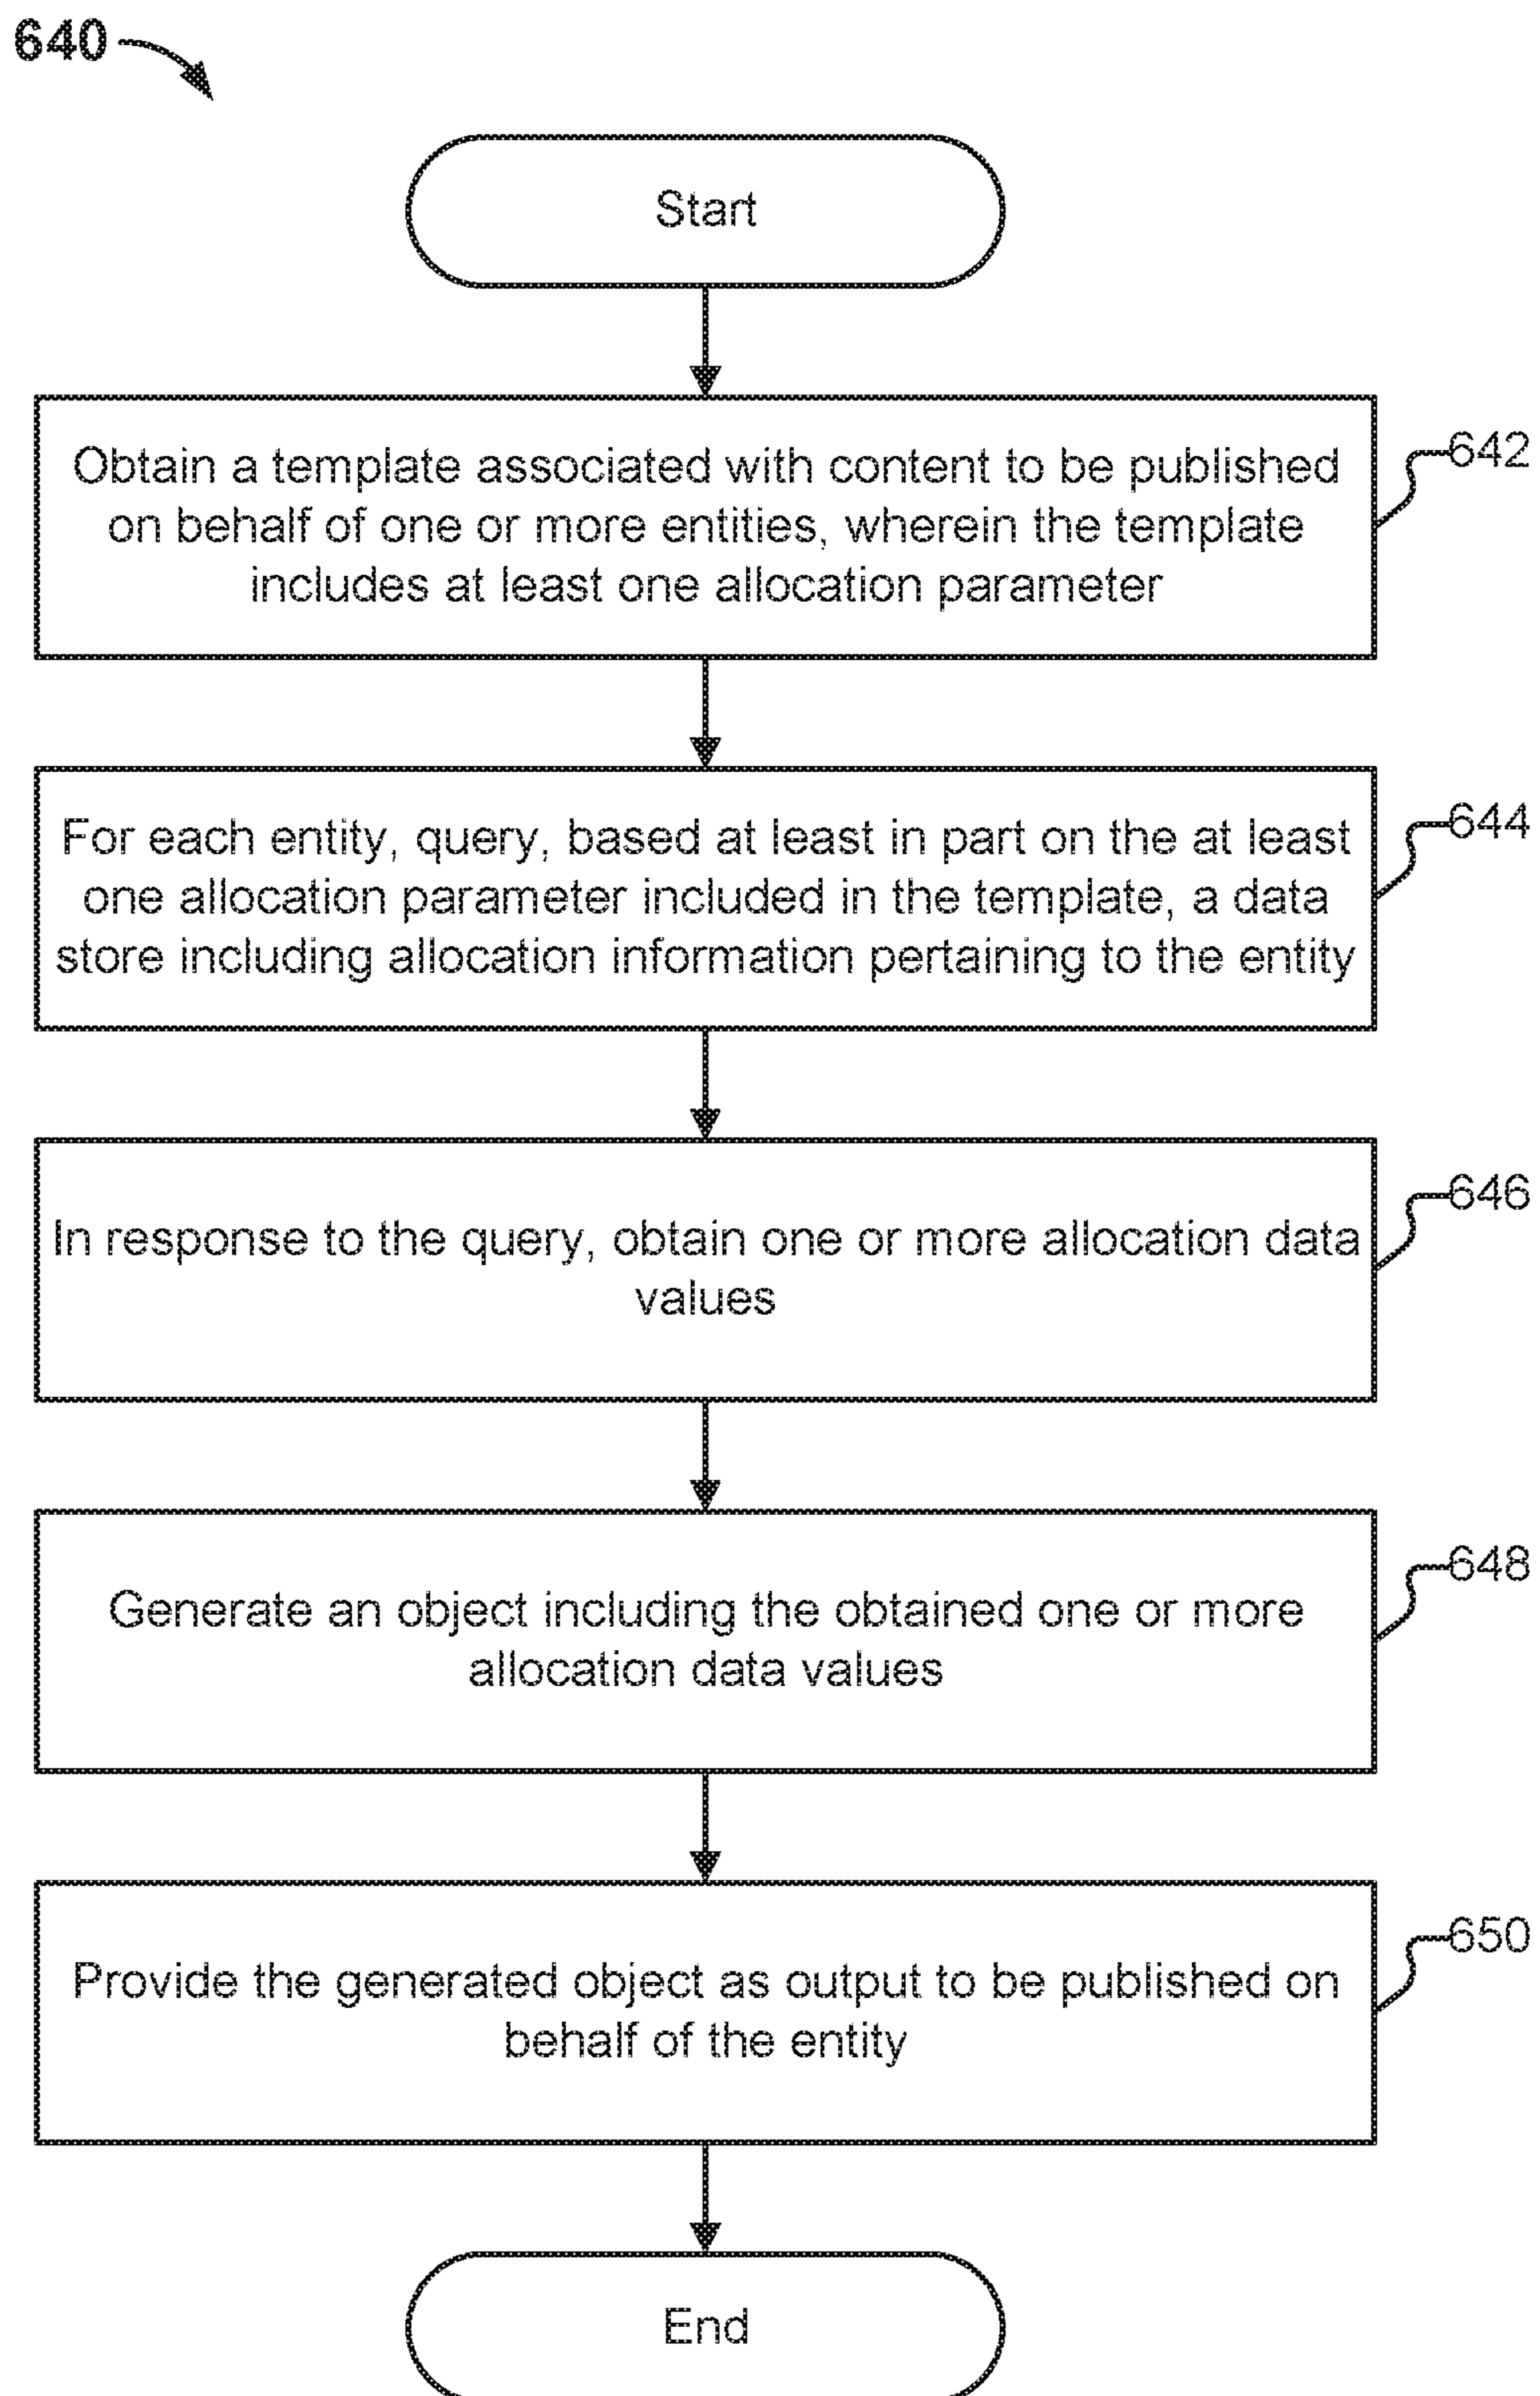 640
Start
Obtain a template associated with content to be published
on behalf of one or more entities, wherein the template
includes at least one allocation parameter
642
For each entity, query, based at least in part on the at least
one allocation parameter included in the template, a data
store including allocation information pertaining to the entity
644
In response to the query, obtain one or more allocation data
values
646
Generate an object including the obtained one or more
allocation data values
648
Provide the generated object as output to be published on
behalf of the entity
650
End